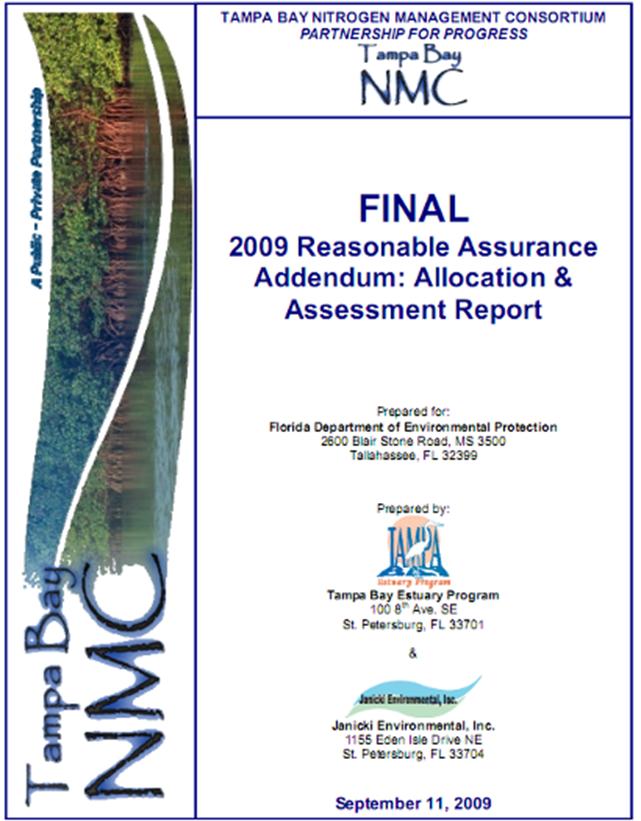 TAMPA BAY NITROGEN MANAGEMENT CONSORTIUM
PARTNERSHIP FOR PROGRESS
Tampa Bay
NMC
A Public - Private Partnership
FINAL
2009 Reasonable Assurance
Addendum: Allocation &
Assessment Report
Prepared for:
Florida Department of Environmental Protection
2600 Blair Stone Road, MS 3500
Tallahassee, FL 32399
Prepared by:
TAMPA
Estuary Program
Tampa Bay Estuary Program
100 8th Ave. SE
St. Petersburg, FL 33701
&
Janicki Environmental, Inc.
Janicki Environmental, Inc.
1155 Eden Isle Drive NE
St. Petersburg, FL 33704
September 11, 2009
Tampa Bay
NMC